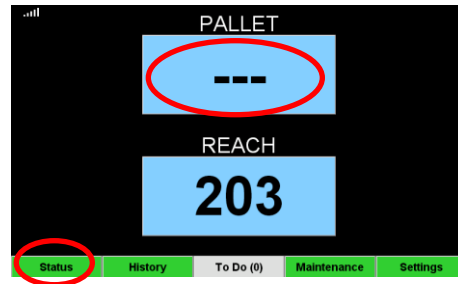 PALLET
---
REACH
203
Status History To Do (0) Maintenance Settings